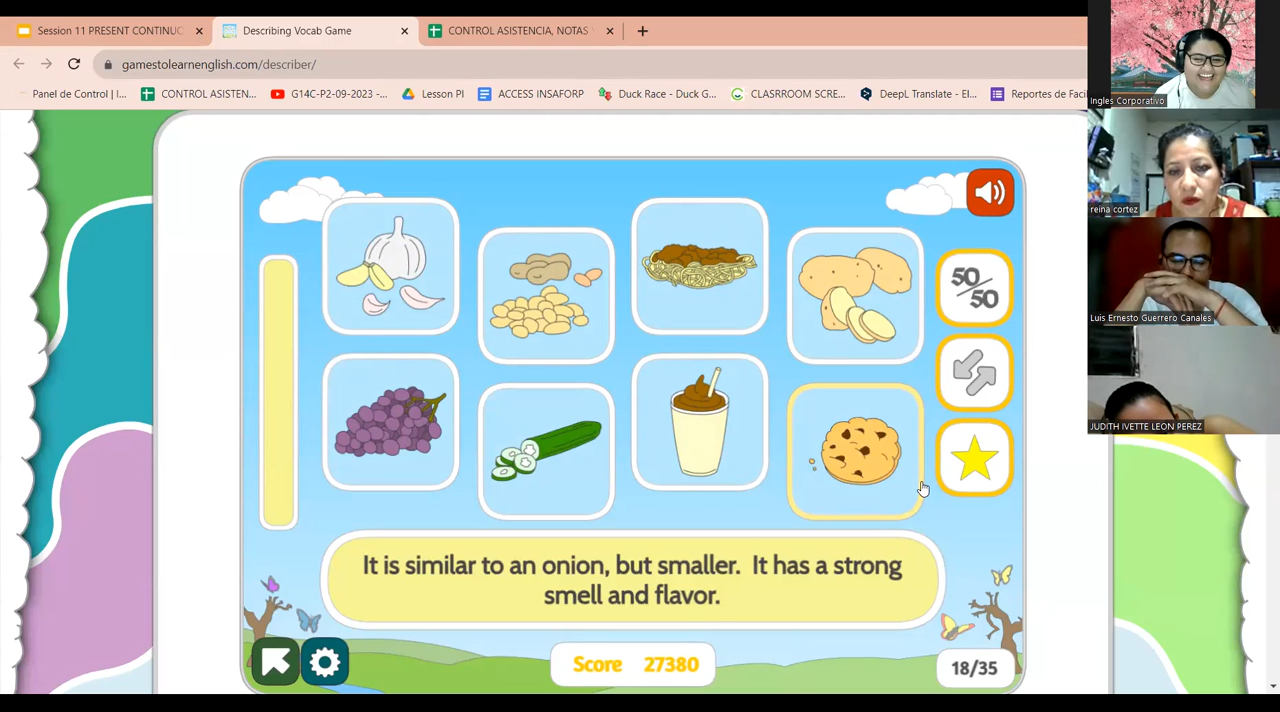 Session 11 PRESENT CONTINUC
Describing Vocab Game
CONTROL ASISTENCIA, NOTAS
gamestolearnenglish.com/describer/
Panel de Control | I...
CONTROL ASISTEN...
G14C-P2-09-2023 -...
Lesson PI
ACCESS INSAFORP
Duck Race - Duck G...
CLASRROOM SCRE...
DeepL Translate - El...
Reportes de Facil
Ingles Corporativo
reina cortez
Luis Ernesto Guerrero Canales
JUDITH IVETTE LEON PEREZ
50/50
It is similar to an onion, but smaller. It has a strong
smell and flavor.
Score 27380
18/35